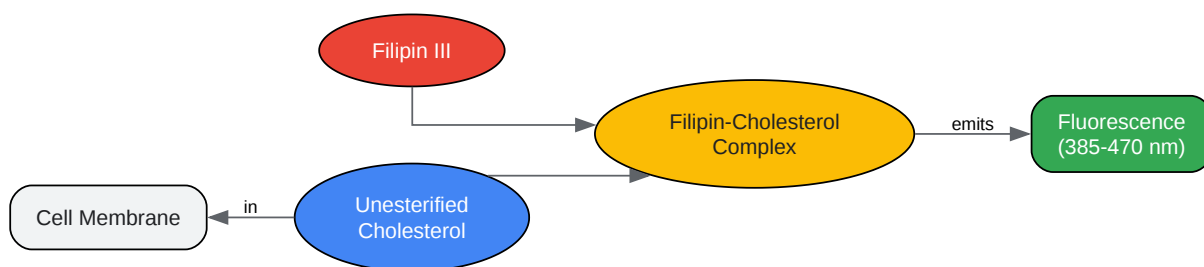 Filipin III
Filipin-Cholesterol
Complex
emits
Fluorescence
(385-470 nm)
Cell Membrane
in
Unesterified
Cholesterol